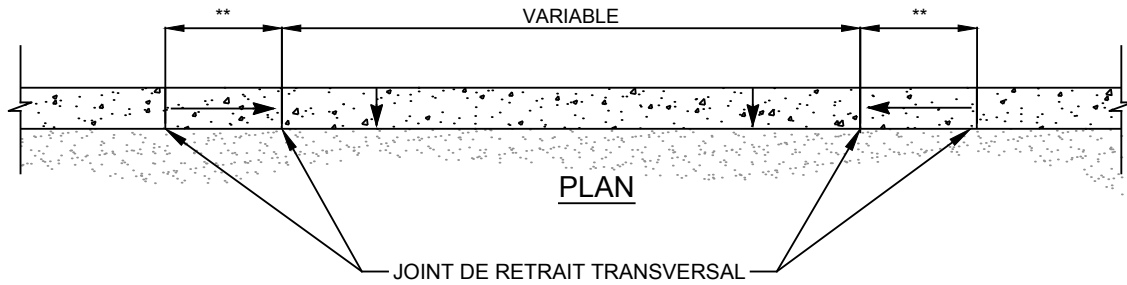 ** VARIABLE **
PLAN
JOINT DE RETRAIT TRANSVERSAL